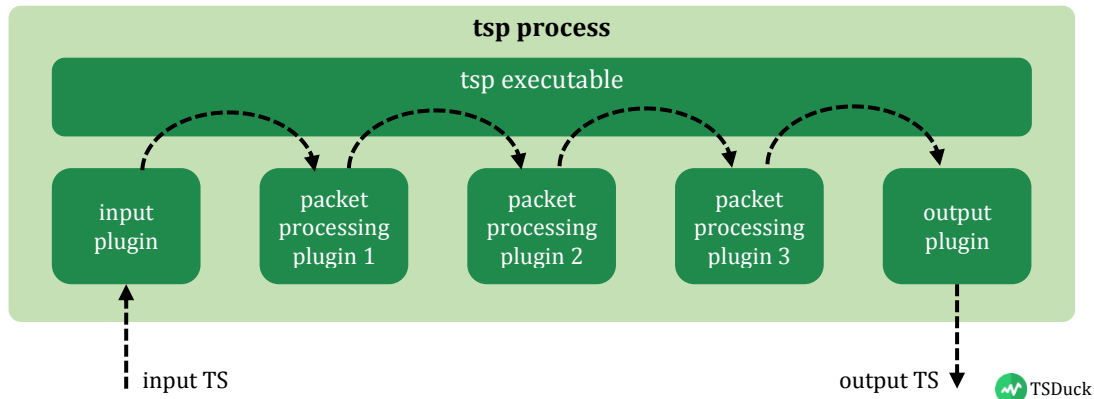 tsp process
tsp executable
input
plugin
packet
processing
plugin 1
packet
processing
plugin 2
packet
processing
plugin 3
output
plugin
input TS
output TS
TSDuck